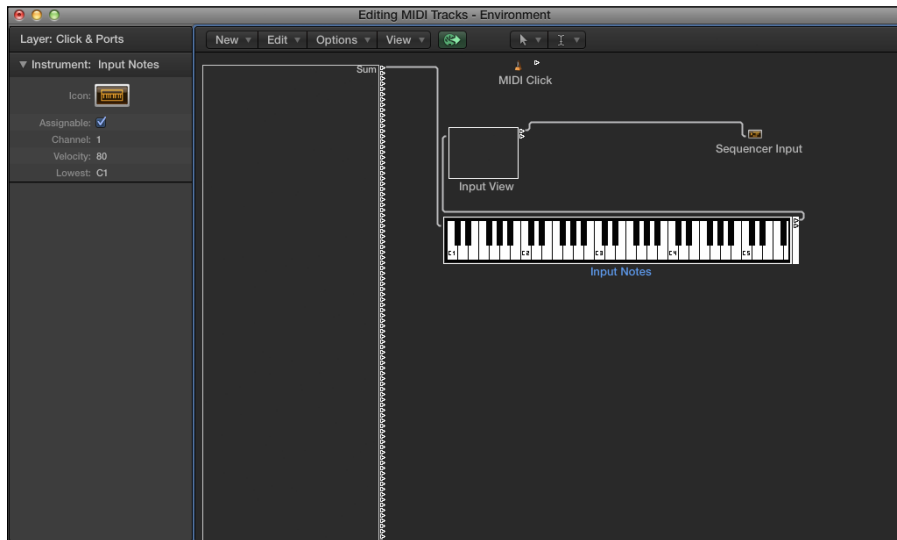 Editing MIDI Tracks - Environment
Layer: Click & Ports
New Edit Options View
Instrument: Input Notes
Icon:
Assignable:
Channel: 1
Velocity: 80
Lowest: C1
Sum
MIDI Click
Input View
Sequencer Input
C1 C2 C3 C4 C5
Input Notes